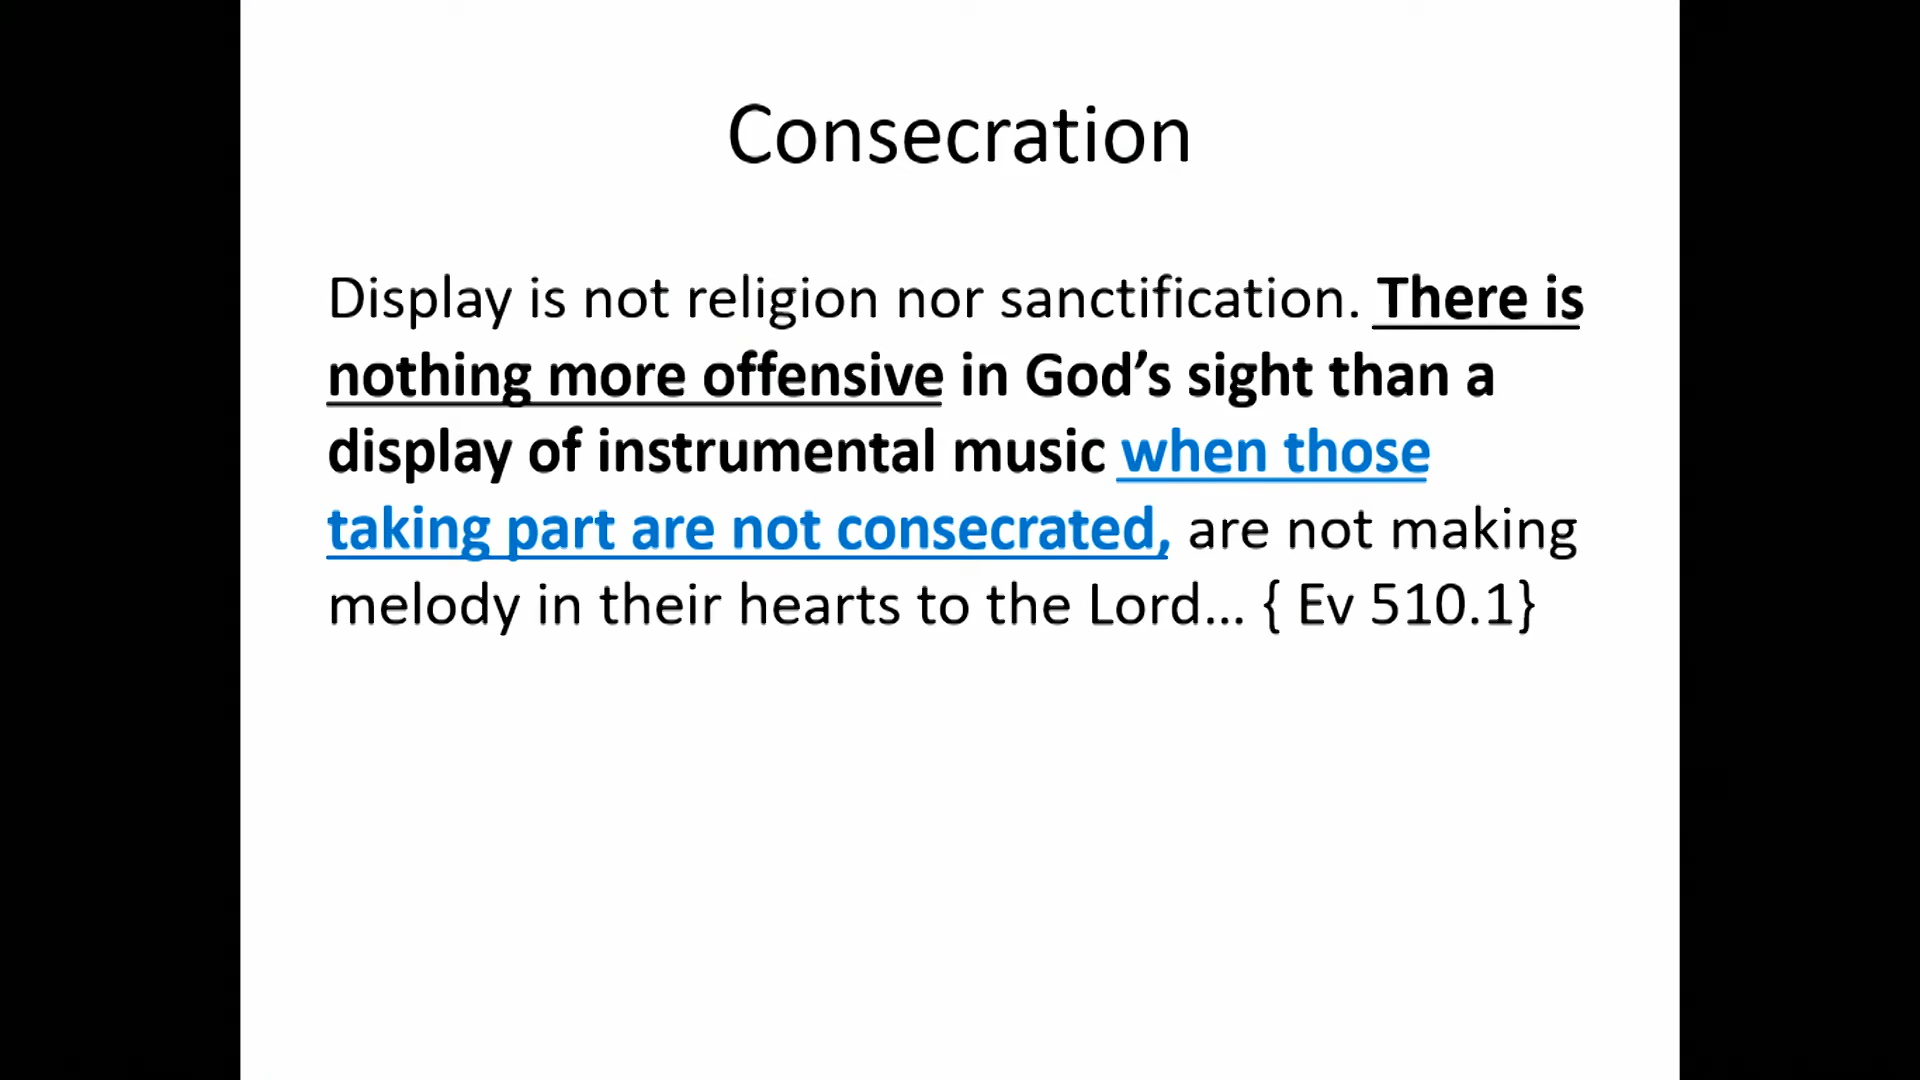 Consecration
Display is not religion nor sanctification. There is
nothing more offensive in God’s sight than a
display of instrumental music when those
taking part are not consecrated, are not making
melody in their hearts to the Lord… { Ev 510.1}